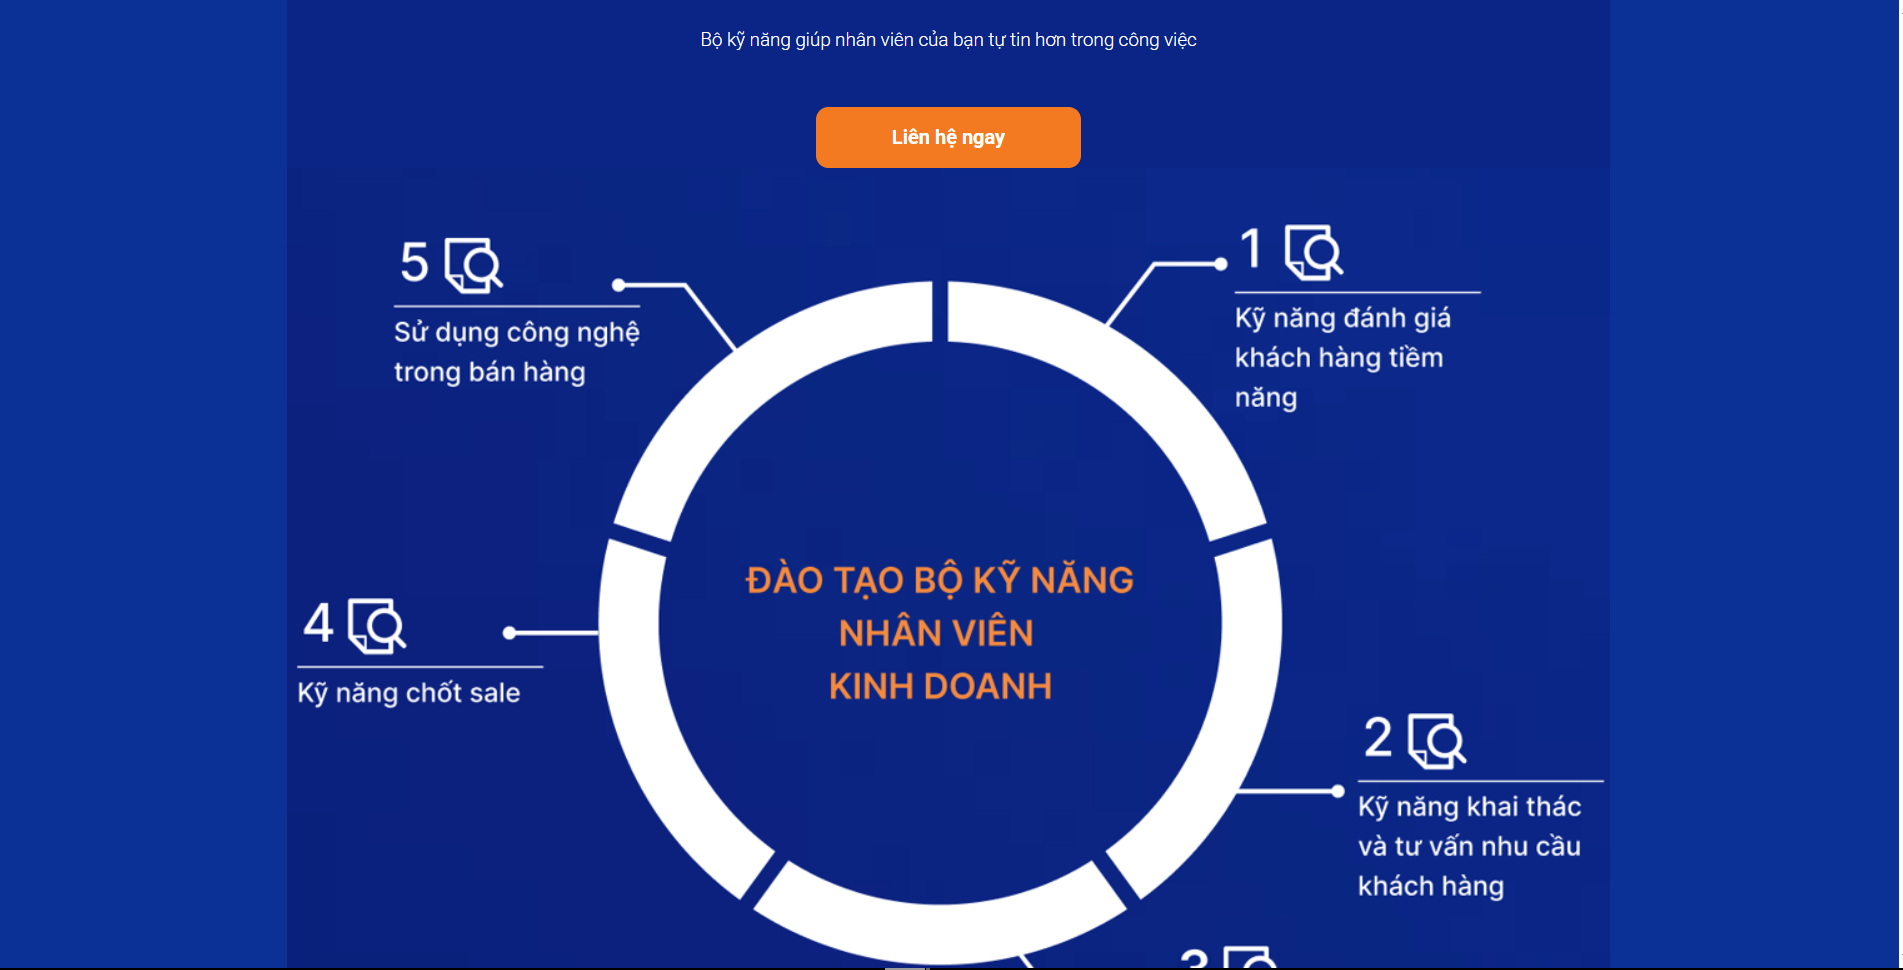 Bộ kỹ năng giúp nhân viên của bạn tự tin hơn trong công việc
Liên hệ ngay
1
Kỹ năng đánh giá
khách hàng tiềm
năng
5
Sử dụng công nghệ
trong bán hàng
ĐÀO TẠO BỘ KỸ NĂNG
NHÂN VIÊN
KINH DOANH
4
Kỹ năng chốt sale
2
Kỹ năng khai thác
và tư vấn nhu cầu
khách hàng
3